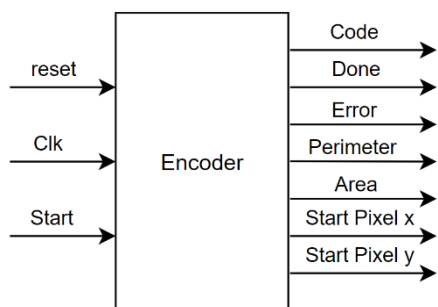 reset
Clk
Start
Encoder
Code
Done
Error
Perimeter
Area
Start Pixel x
Start Pixel y